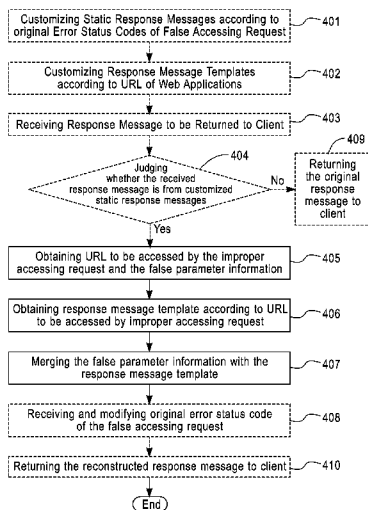 Customizing Static Response Messages according to
original Error Status Codes of False Accessing Request
401
Customizing Response Message Templates
according to URL of Web Applications
402
Receiving Response Message to be Returned to Client
403
404
Judging
whether the received
response message is from customized
static response messages
No
409
Returning
the original
response
message to
client
Yes
Obtaining URL to be accessed by the improper
accessing request and the false parameter information
405
Obtaining response message template according to URL
to be accessed by improper accessing request
406
Merging the false parameter information with the
response message template
407
Receiving and modifying original error status code
of the false accessing request
408
Returning the reconstructed response message to client
410
End